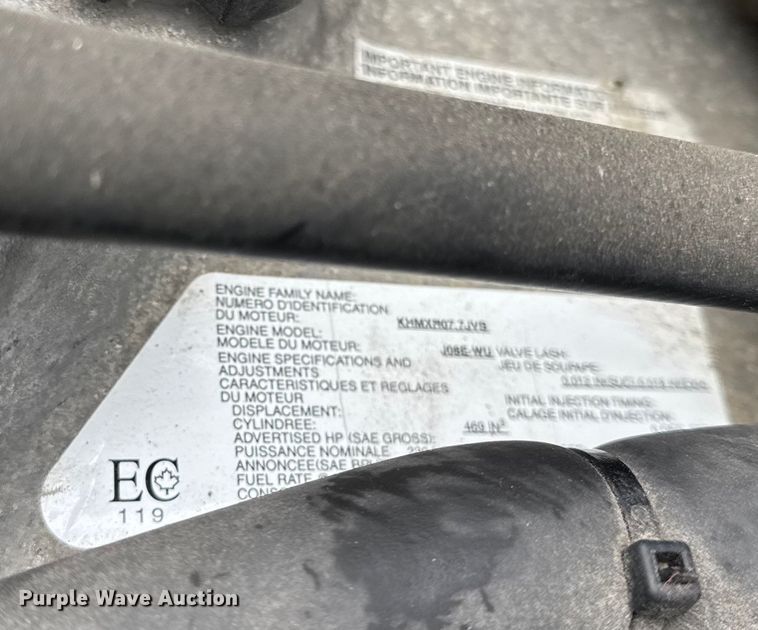 IMPORTANT ENGINE INFORMATI
INFORMATION IMPORTANTE SUR
ENGINE FAMILY NAME:
NUMERO D'IDENTIFICATION
DU MOTEUR: KHMXH07.7JVB
ENGINE MODEL:
MODELE DU MOTEUR: J08E-WU VALVE LASH:
JEU DE SOUPAPE:
ENGINE SPECIFICATIONS AND
ADJUSTMENTS
CARACTERISTIQUES ET REGLAGES
DU MOTEUR INITIAL INJECTION TIMING:
DISPLACEMENT: CALAGE INITIAL D'INJECTION:
CYLINDREE: 469 IN³
ADVERTISED HP (SAE GROSS):
PUISSANCE NOMINALE
ANNONCEE(SAE
FUEL RATE
EC
119
Purple Wave Auction